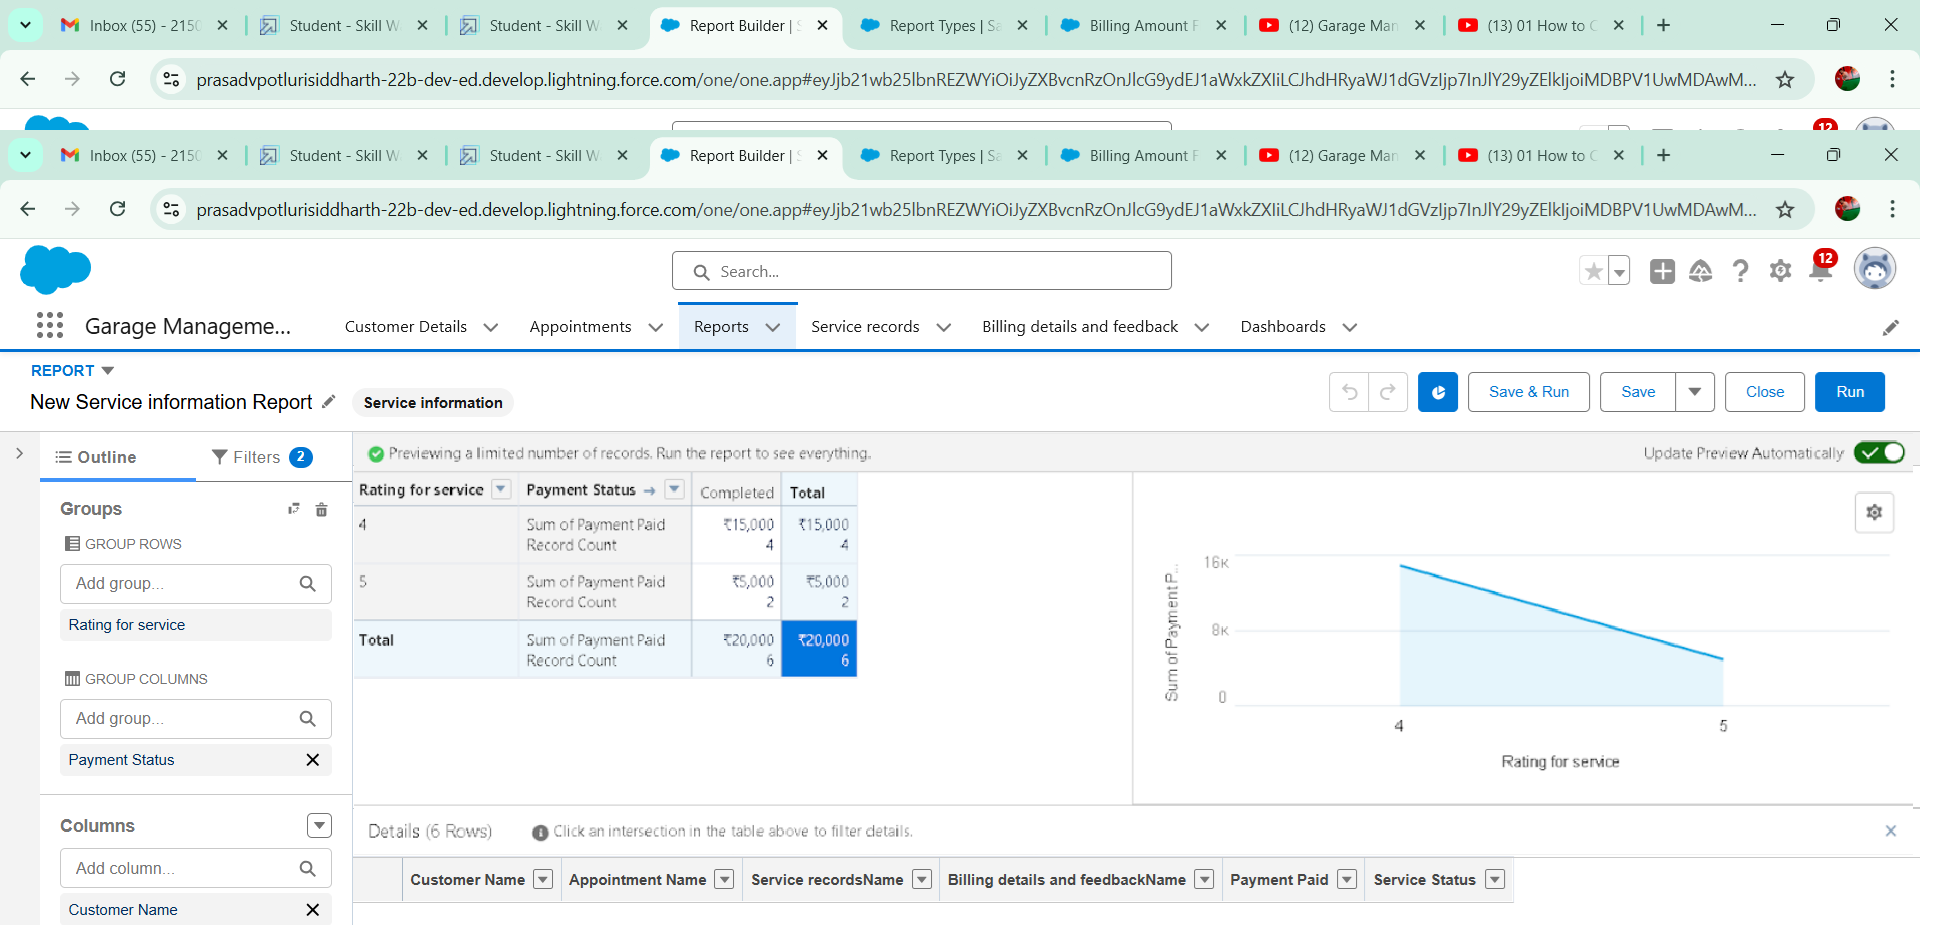 Inbox (55) - 2150
Student - Skill W
Student - Skill W
Report Builder | S
Report Types | Sa
Billing Amount F
(12) Garage Man
(13) 01 How to C
prasadvpotlurisiddharth-22b-dev-ed.develop.lightning.force.com/one/one.app#eyJjb21wb25lbnREZWYiOiJyZXBvcnRzOnJlcG9ydEJ1aWxkZXIiLCJhdHRyaWJ1dGVzIjp7InJlY29yZElkIjoiMDBPV1UwMDAwM...
12
Inbox (55) - 2150
Student - Skill W
Student - Skill W
Report Builder | S
Report Types | Sa
Billing Amount F
(12) Garage Man
(13) 01 How to C
prasadvpotlurisiddharth-22b-dev-ed.develop.lightning.force.com/one/one.app#eyJjb21wb25lbnREZWYiOiJyZXBvcnRzOnJlcG9ydEJ1aWxkZXIiLCJhdHRyaWJ1dGVzIjp7InJlY29yZElkIjoiMDBPV1UwMDAwM...
Search...
12
Garage Manageme...
Customer Details
Appointments
Reports
Service records
Billing details and feedback
Dashboards
REPORT
New Service information Report
Service information
Save & Run
Save
Close
Run
Outline
Filters 2
Previewing a limited number of records. Run the report to see everything.
Update Preview Automatically
Groups
GROUP ROWS
Add group...
Rating for service
GROUP COLUMNS
Add group...
Payment Status
Columns
Add column...
Customer Name
Rating for service Payment Status → Completed Total
4 Sum of Payment Paid ₹15,000 ₹15,000
Record Count 4 4
5 Sum of Payment Paid ₹5,000 ₹5,000
Record Count 2 2
Total Sum of Payment Paid ₹20,000 ₹20,000
Record Count 6 6
Sum of Payment P...
16K
8K
0
4 5
Rating for service
Details (6 Rows)
Click an intersection in the table above to filter details.
Customer Name Appointment Name Service recordsName Billing details and feedbackName Payment Paid Service Status